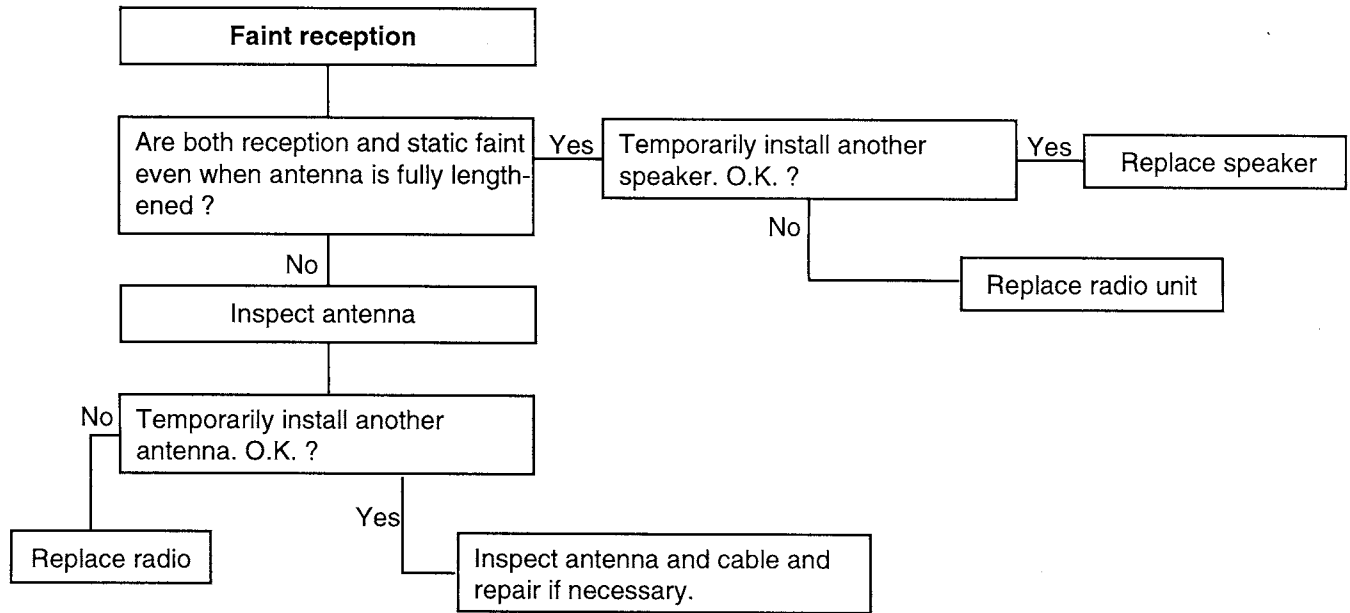 Faint reception
Are both reception and static faint
even when antenna is fully length-
ened ?
Yes
Temporarily install another
speaker. O.K. ?
Yes
Replace speaker
No
Replace radio unit
No
Inspect antenna
No
Temporarily install another
antenna. O.K. ?
Yes
Replace radio
Inspect antenna and cable and
repair if necessary.